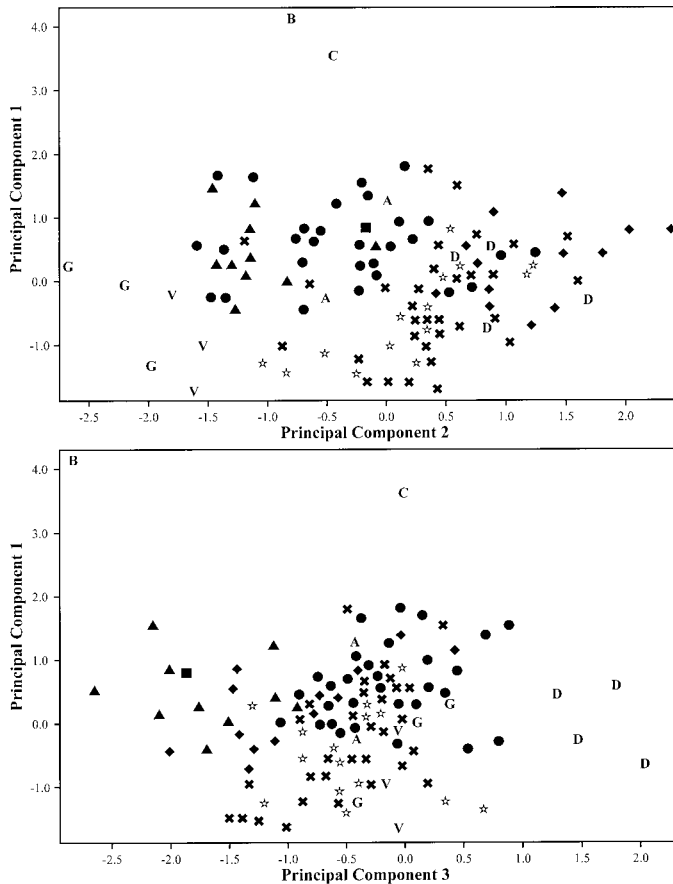 4.0
3.0
2.0
1.0
0.0
-1.0
Principal Component 1
B
C
A
D
D
G
G
V
A
D
D
V
G
V
-2.5 -2.0 -1.5 -1.0 -0.5 0.0 0.5 1.0 1.5 2.0
Principal Component 2
4.0
3.0
2.0
1.0
0.0
-1.0
Principal Component 1
B
C
A
D
D
G
V
A
D
D
V
G
V
-2.5 -2.0 -1.5 -1.0 -0.5 0.0 0.5 1.0 1.5 2.0
Principal Component 3